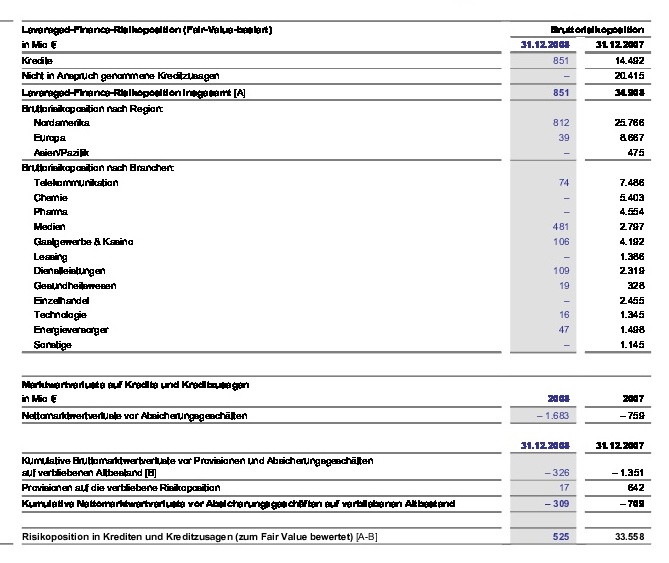 Leveraged-Finance-Risikoposition (Fair-Value-basiert) Bruttorisikoposition
in Mio € 31.12.2008 31.12.2007
Kredite 851 14.492
Nicht in Anspruch genommene Kreditzusagen – 20.415
Leveraged-Finance-Risikoposition insgesamt [A] 851 34.908
Bruttorisikoposition nach Region:
Nordamerika 812 25.766
Europa 39 8.667
Asien/Pazifik – 475
Bruttorisikoposition nach Branchen:
Telekommunikation 74 7.486
Chemie – 5.403
Pharma – 4.554
Medien 481 2.797
Gastgewerbe & Kasino 106 4.192
Leasing – 1.386
Dienstleistungen 109 2.319
Gesundheitswesen 19 328
Einzelhandel – 2.455
Technologie 16 1.345
Energieversorger 47 1.498
Sonstige – 1.145
Marktwertverluste auf Kredite und Kreditzusagen
in Mio € 2008 2007
Nettomarktwertverluste vor Absicherungsgeschäften – 1.683 – 759
31.12.2008 31.12.2007
Kumulative Bruttomarktwertverluste vor Provisionen und Absicherungsgeschäften
auf verbliebenen Altbestand [B] – 326 – 1.351
Provisionen auf die verbliebene Risikoposition 17 642
Kumulative Nettomarktwertverluste vor Absicherungsgeschäften auf verbliebenen Altbestand – 309 – 709
Risikoposition in Krediten und Kreditzusagen (zum Fair Value bewertet) [A-B] 525 33.558